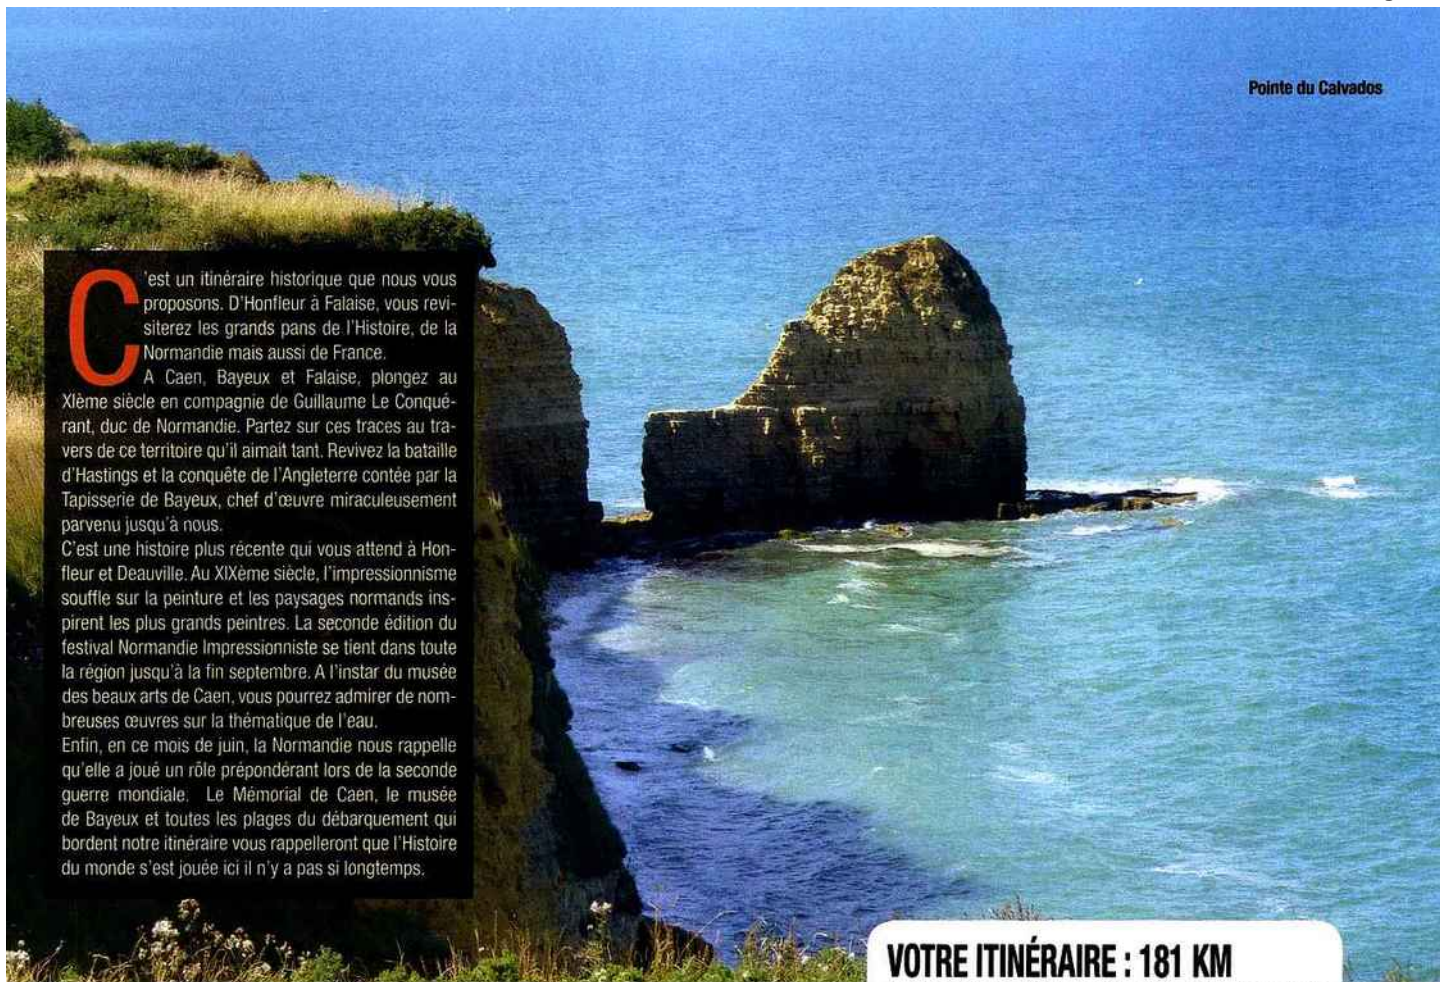 Pointe du Calvados
C'est un itinéraire historique que nous vous
proposons. D'Honfleur à Falaise, vous revi-
siterez les grands pans de l'Histoire, de la
Normandie mais aussi de France.
A Caen, Bayeux et Falaise, plongez au
XIème siècle en compagnie de Guillaume Le Conqué-
rant, duc de Normandie. Partez sur ces traces au tra-
vers de ce territoire qu'il aimait tant. Revivez la bataille
d'Hastings et la conquête de l'Angleterre contée par la
Tapisserie de Bayeux, chef d'œuvre miraculeusement
parvenu jusqu'à nous.
C'est une histoire plus récente qui vous attend à Hon-
fleur et Deauville. Au XIXème siècle, l'impressionnisme
souffle sur la peinture et les paysages normands ins-
pirent les plus grands peintres. La seconde édition du
festival Normandie Impressionniste se tient dans toute
la région jusqu'à la fin septembre. A l'instar du musée
des beaux arts de Caen, vous pourrez admirer de nom-
breuses œuvres sur la thématique de l'eau.
Enfin, en ce mois de juin, la Normandie nous rappelle
qu'elle a joué un rôle prépondérant lors de la seconde
guerre mondiale. Le Mémorial de Caen, le musée
de Bayeux et toutes les plages du débarquement qui
bordent notre itinéraire vous rappelleront que l'Histoire
du monde s'est jouée ici il n'y a pas si longtemps.
VOTRE ITINÉRAIRE : 181 KM